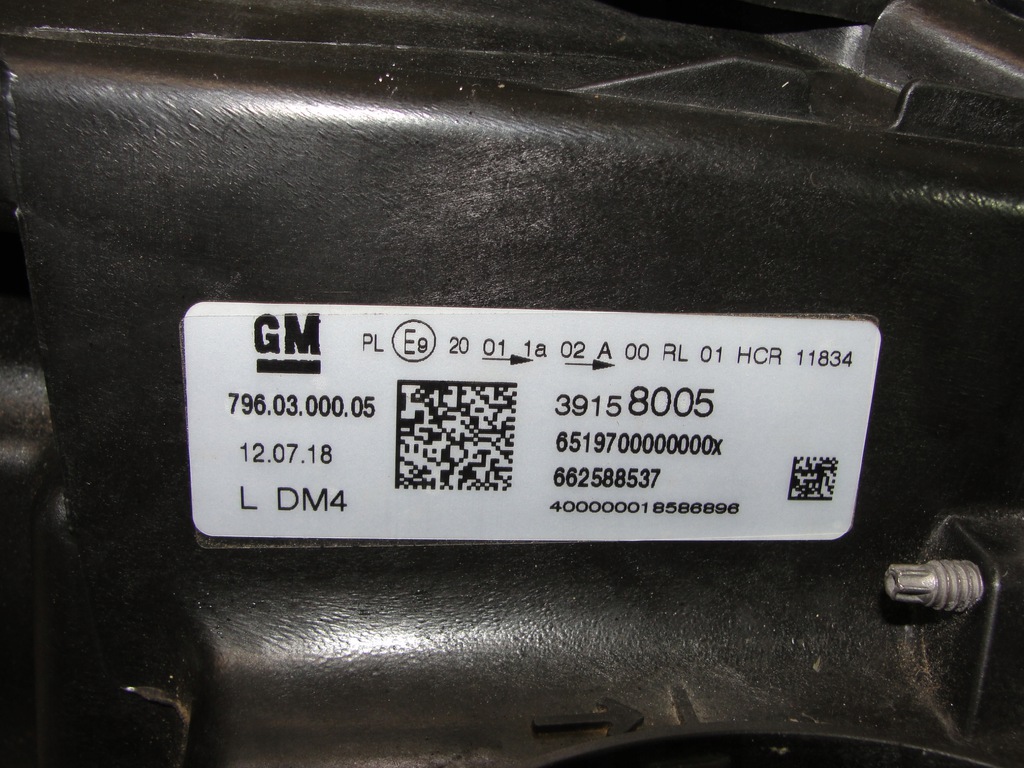 GM
PL E9 20 01 1a 02 A 00 RL 01 HCR 11834
796.03.000.05
12.07.18
L DM4
39158005
6519700000000x
662588537
400000018586896